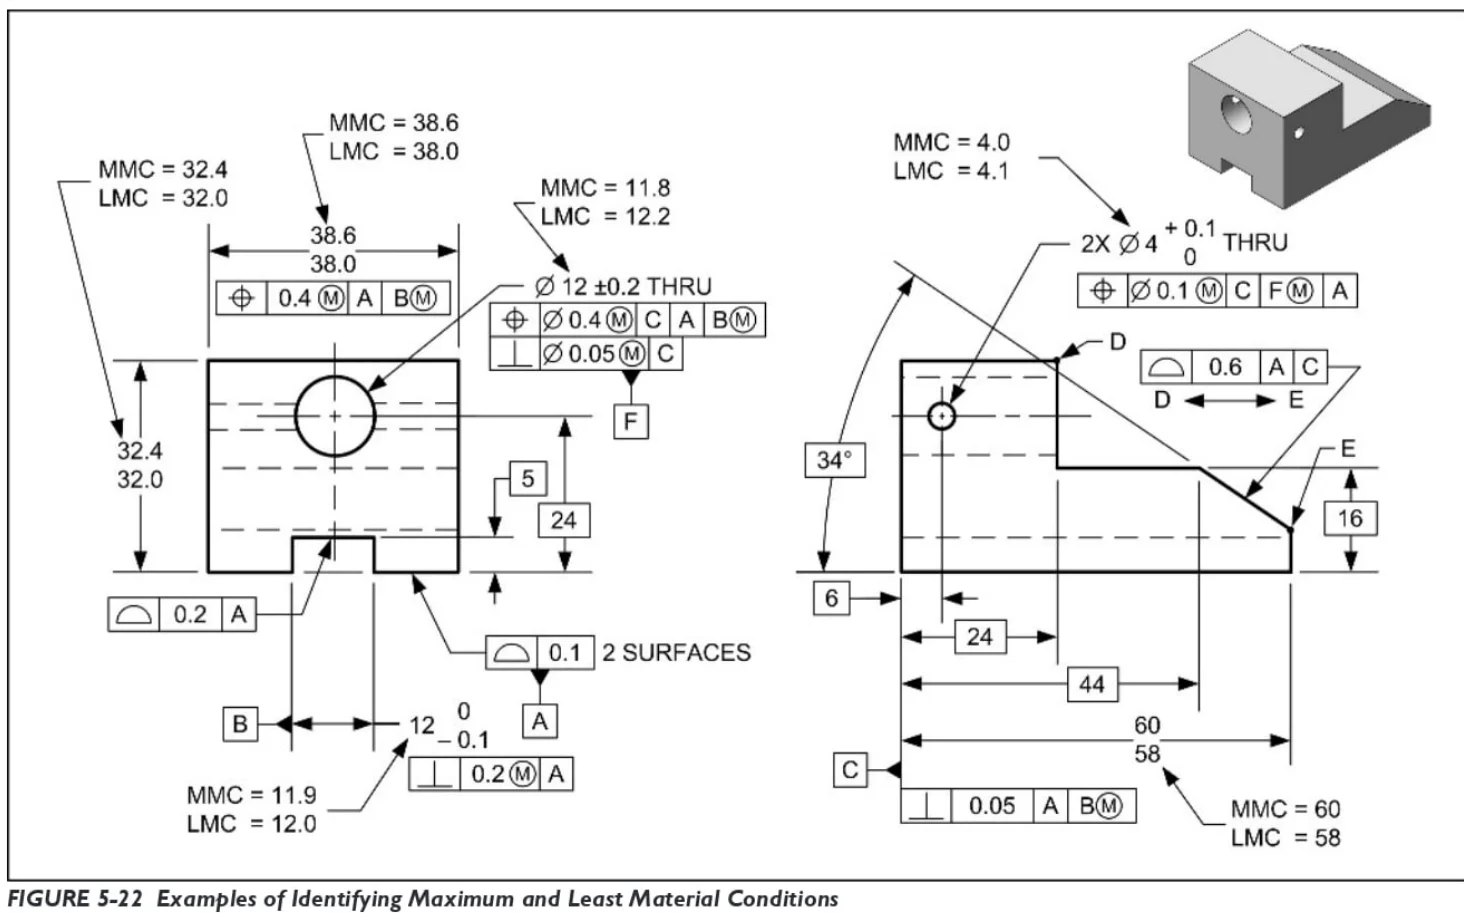 MMC = 38.6
LMC = 38.0
MMC = 32.4
LMC = 32.0
MMC = 11.8
LMC = 12.2
38.6
38.0
⌖ 0.4 Ⓜ A BⓂ
∅ 12 ±0.2 THRU
⌖ ∅ 0.4 Ⓜ C A BⓂ
⊥ ∅ 0.05 Ⓜ C
F
32.4
32.0
5
24
⌓ 0.2 A
⌓ 0.1 2 SURFACES
A
B
12 0
– 0.1
⊥ 0.2 Ⓜ A
MMC = 11.9
LMC = 12.0
MMC = 4.0
LMC = 4.1
2X ∅ 4 + 0.1 THRU
0
⌖ ∅ 0.1 Ⓜ C FⓂ A
D
⌓ 0.6 A C
D ↔ E
34°
E
16
6
24
44
60
58
C
⊥ 0.05 A BⓂ
MMC = 60
LMC = 58
FIGURE 5-22 Examples of Identifying Maximum and Least Material Conditions